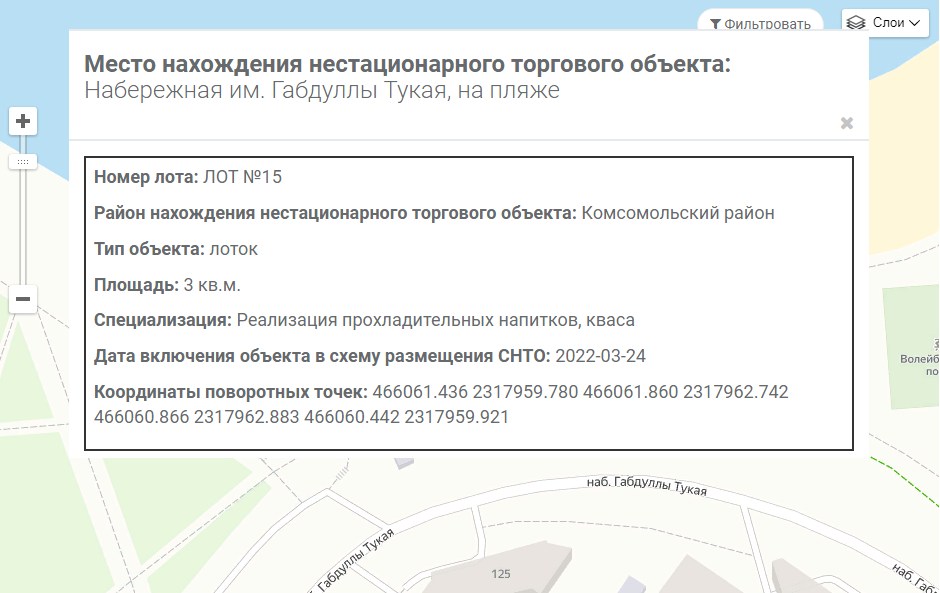 Фильтровать
Слои
Место нахождения нестационарного торгового объекта:
Набережная им. Габдуллы Тукая, на пляже
Номер лота: ЛОТ №15
Район нахождения нестационарного торгового объекта: Комсомольский район
Тип объекта: лоток
Площадь: 3 кв.м.
Специализация: Реализация прохладительных напитков, кваса
Дата включения объекта в схему размещения СНТО: 2022-03-24
Координаты поворотных точек: 466061.436 2317959.780 466061.860 2317962.742
466060.866 2317962.883 466060.442 2317959.921
Волейб
по
наб. Габдуллы Тукая
Габдуллы Тукая
125
наб. Габ